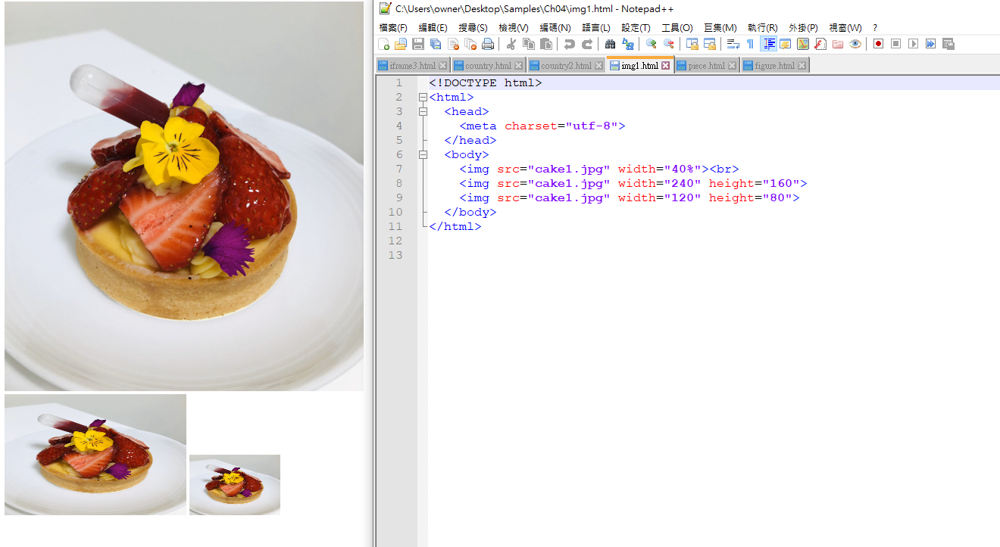 C:\Users\owner\Desktop\Samples\Ch04\img1.html - Notepad++
檔案(F) 編輯(E) 搜尋(S) 檢視(V) 編碼(N) 語言(L) 設定(T) 工具(O) 巨集(M) 執行(R) 外掛(P) 視窗(W) ?
iframe3.html country.html country2.html img1.html piece.html figure.html
1 <!DOCTYPE html>
2 <html>
3 <head>
4 <meta charset="utf-8">
5 </head>
6 <body>
7 <img src="cake1.jpg" width="40%"><br>
8 <img src="cake1.jpg" width="240" height="160">
9 <img src="cake1.jpg" width="120" height="80">
10 </body>
11 </html>
12
13